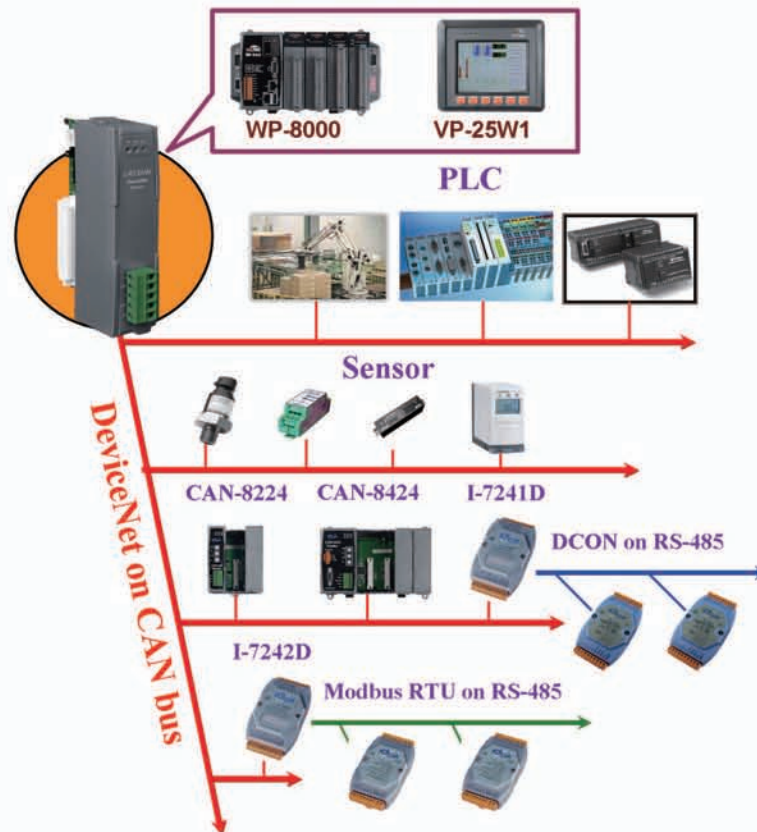 WP-8000
VP-25W1
PLC
Sensor
CAN-8224
CAN-8424
I-7241D
DCON on RS-485
DeviceNet on CAN bus
I-7242D
Modbus RTU on RS-485